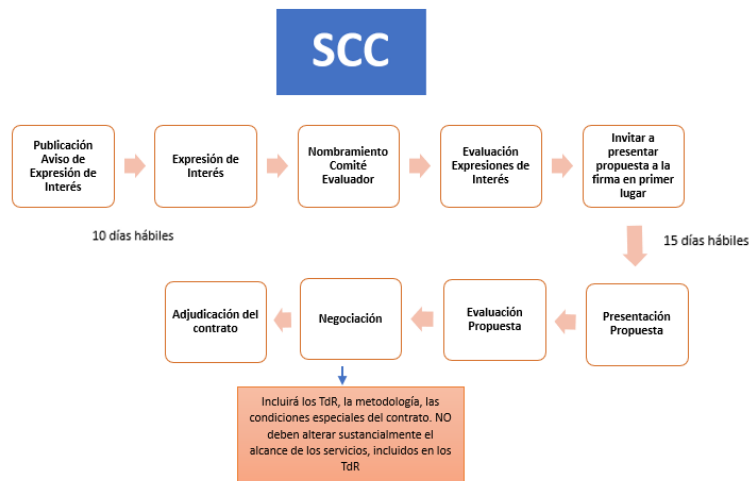 SCC
Publicación
Aviso de
Expresión de
Interés
Expresión de
Interés
Nombramiento
Comité
Evaluador
Evaluación
Expresiones de
Interés
Invitar a
presentar
propuesta a la
firma en primer
lugar
10 días hábiles
15 días hábiles
Adjudicación del
contrato
Negociación
Evaluación
Propuesta
Presentación
Propuesta
Incluirá los TdR, la metodología, las
condiciones especiales del contrato. NO
deben alterar sustancialmente el
alcance de los servicios, incluidos en los
TdR